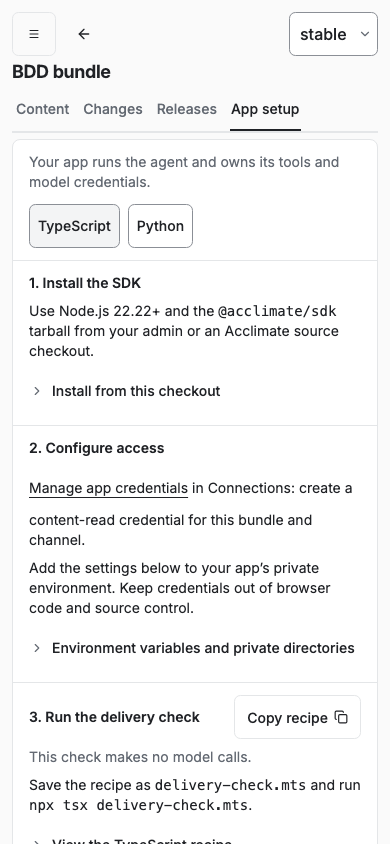 stable
BDD bundle
Content Changes Releases App setup
Your app runs the agent and owns its tools and
model credentials.
TypeScript Python
1. Install the SDK
Use Node.js 22.22+ and the @acclimate/sdk
tarball from your admin or an Acclimate source
checkout.
Install from this checkout
2. Configure access
Manage app credentials in Connections: create a
content-read credential for this bundle and
channel.
Add the settings below to your app’s private
environment. Keep credentials out of browser
code and source control.
Environment variables and private directories
3. Run the delivery check
Copy recipe
This check makes no model calls.
Save the recipe as delivery-check.mts and run
npx tsx delivery-check.mts.
View the TypeScript recipe